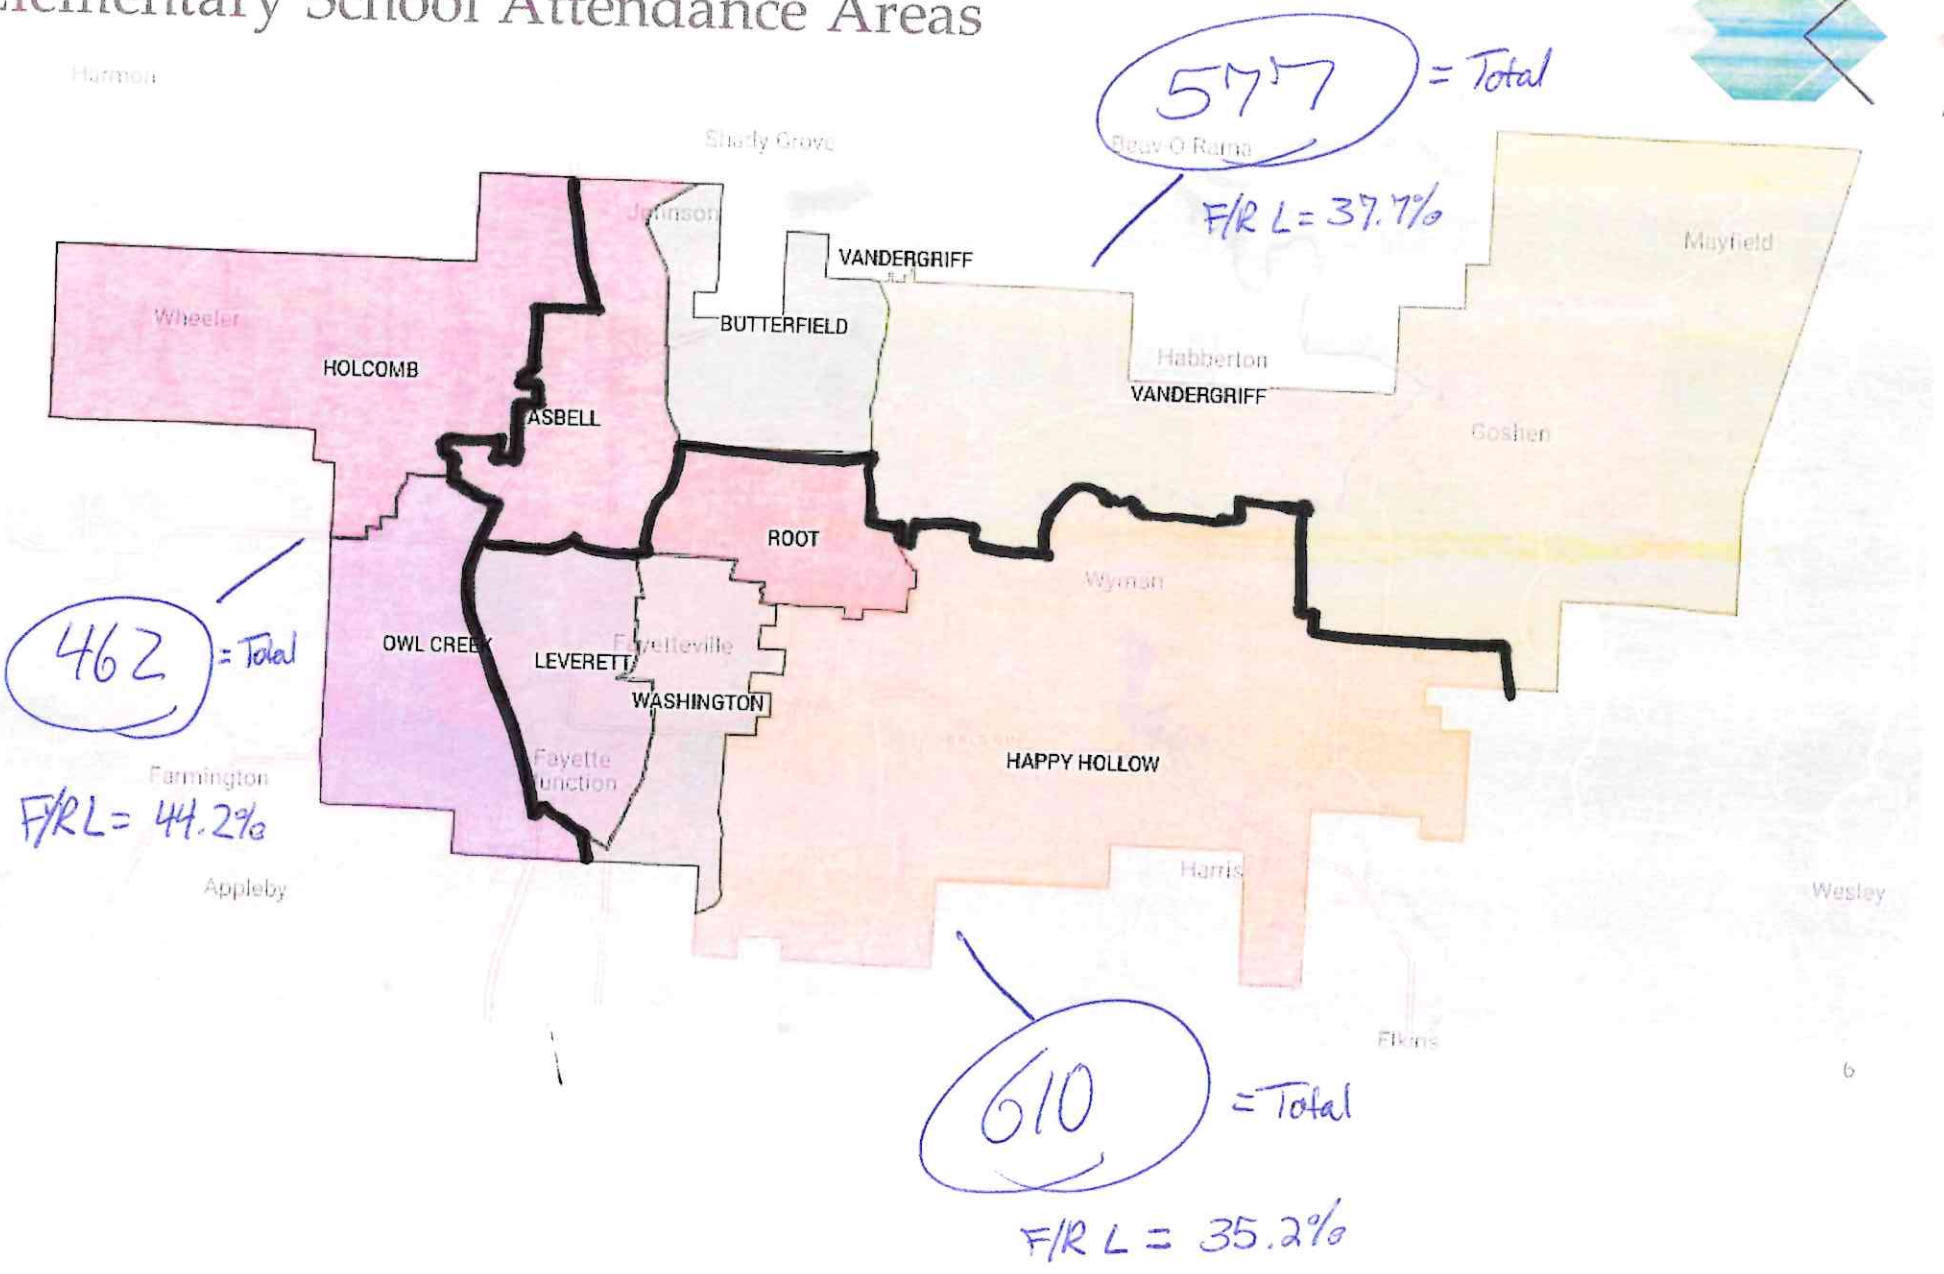 Elementary School Attendance Areas
Harmon
577 = Total
Shady Grove
Beav-O-Rama
F/R L = 37.7%
Johnson
Mayfield
VANDERGRIFF
Wheeler
BUTTERFIELD
HOLCOMB
Habberton
VANDERGRIFF
ASBELL
Goshen
ROOT
Wyman
462 = Total
OWL CREEK
LEVERETT
Fayetteville
WASHINGTON
HAPPY HOLLOW
Fayette
Junction
Farmington
F/R L = 44.2%
Appleby
Harris
Wesley
Elkins
6
610 = Total
F/R L = 35.2%